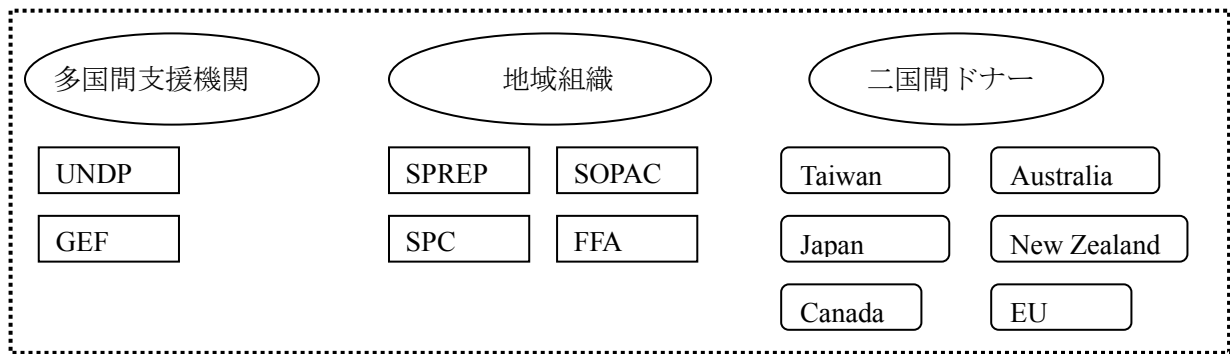 多国間支援機関
地域組織
二国間ドナー
UNDP
SPREP
SOPAC
Taiwan
Australia
GEF
SPC
FFA
Japan
New Zealand
Canada
EU